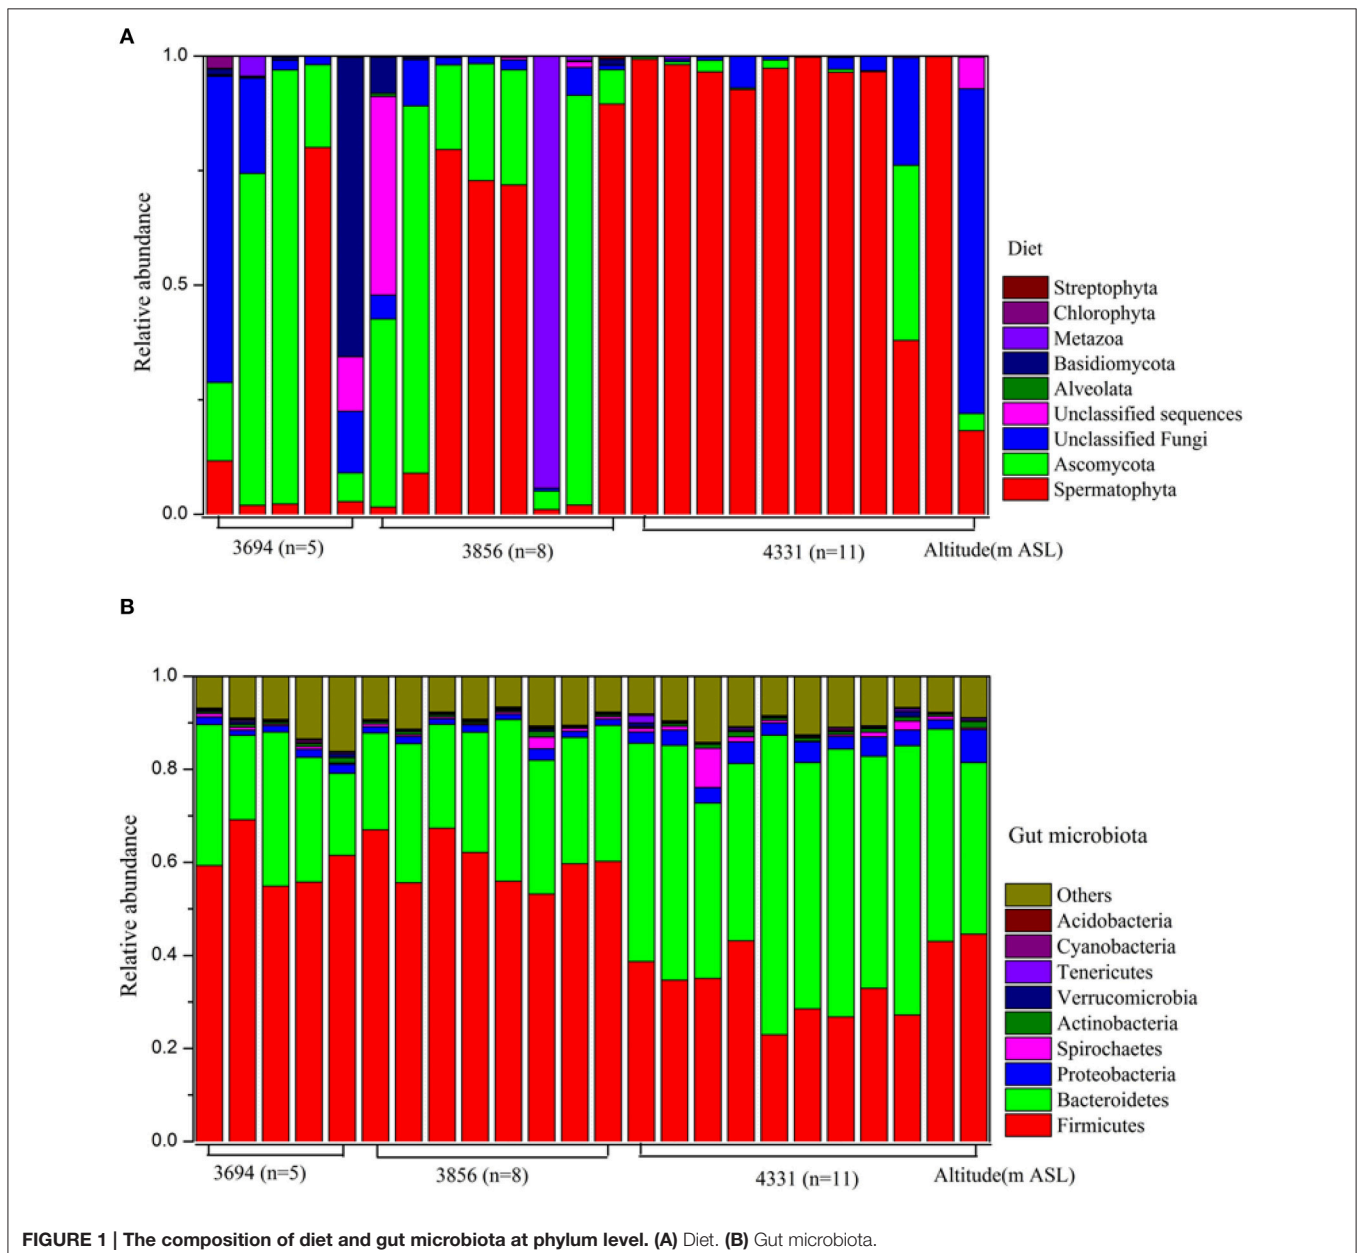 A
1.0
0.5
0.0
Relative abundance
Diet
Streptophyta
Chlorophyta
Metazoa
Basidiomycota
Alveolata
Unclassified sequences
Unclassified Fungi
Ascomycota
Spermatophyta
3694 (n=5)
3856 (n=8)
4331 (n=11)
Altitude(m ASL)
B
1.0
0.8
0.6
0.4
0.2
0.0
Relative abundance
Gut microbiota
Others
Acidobacteria
Cyanobacteria
Tenericutes
Verrucomicrobia
Actinobacteria
Spirochaetes
Proteobacteria
Bacteroidetes
Firmicutes
3694 (n=5)
3856 (n=8)
4331 (n=11)
Altitude(m ASL)
FIGURE 1 | The composition of diet and gut microbiota at phylum level. (A) Diet. (B) Gut microbiota.